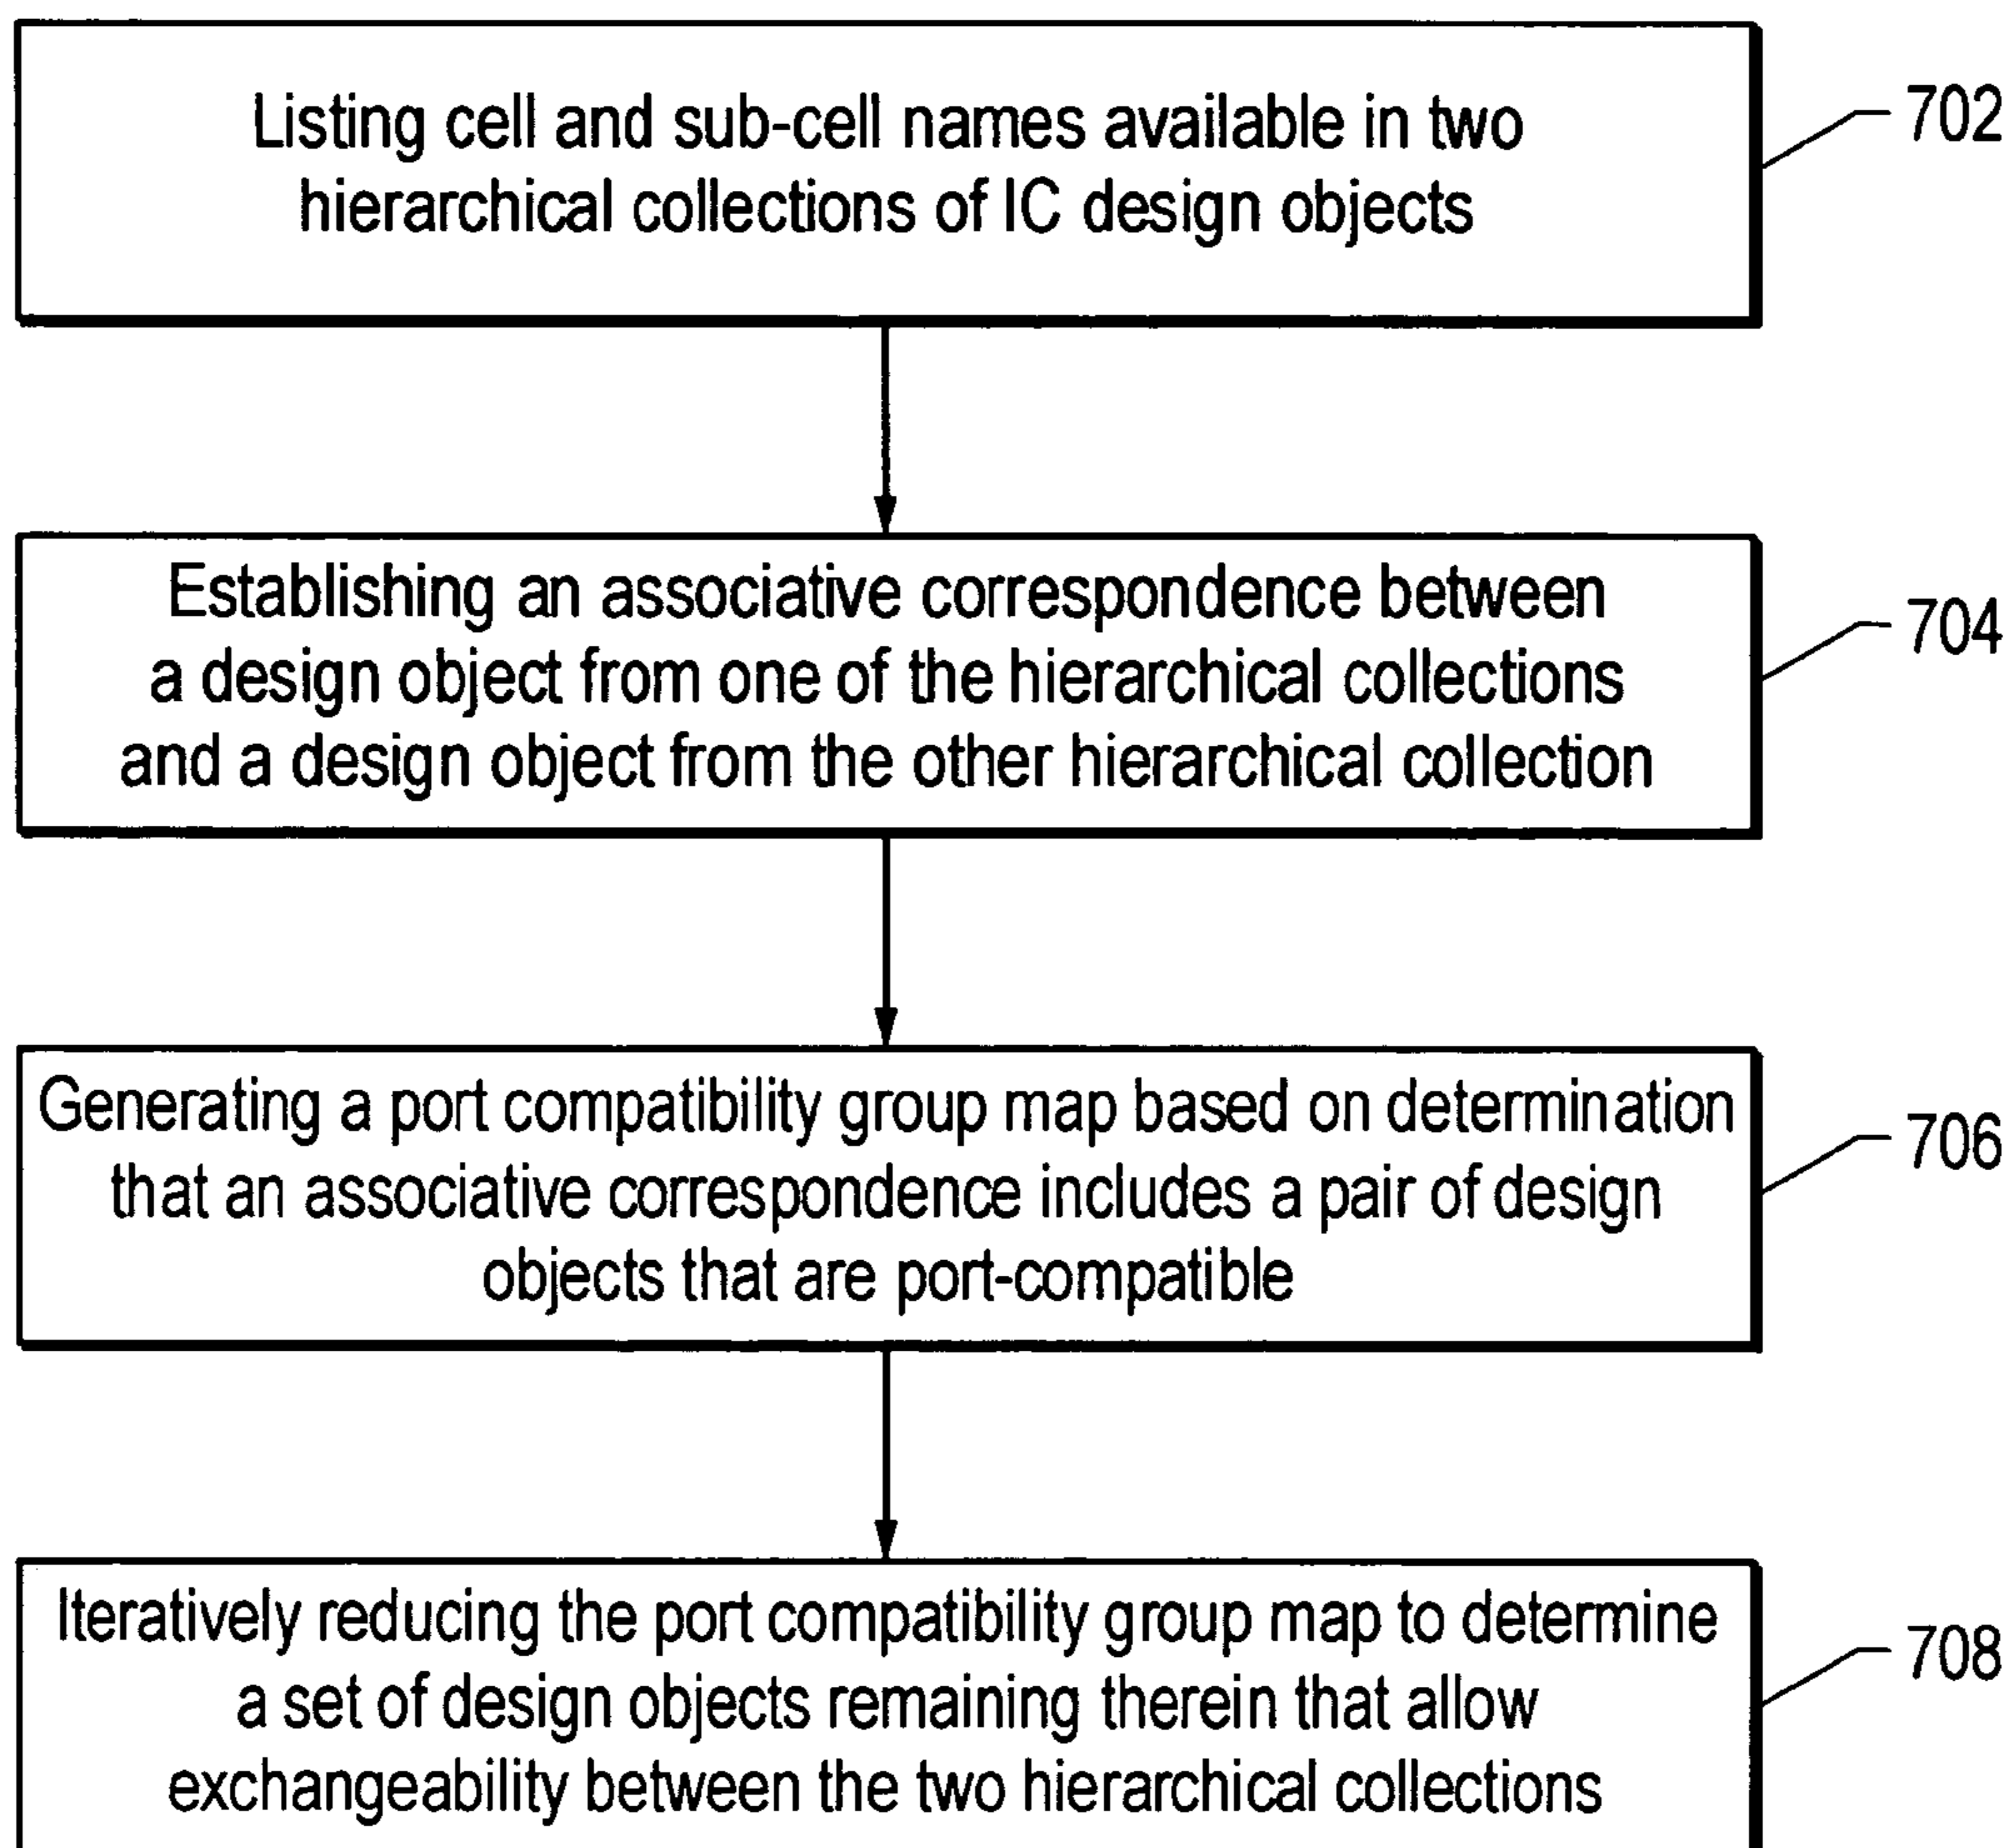 Listing cell and sub-cell names available in two
hierarchical collections of IC design objects
702
Establishing an associative correspondence between
a design object from one of the hierarchical collections
and a design object from the other hierarchical collection
704
Generating a port compatibility group map based on determination
that an associative correspondence includes a pair of design
objects that are port-compatible
706
Iteratively reducing the port compatibility group map to determine
a set of design objects remaining therein that allow
exchangeability between the two hierarchical collections
708